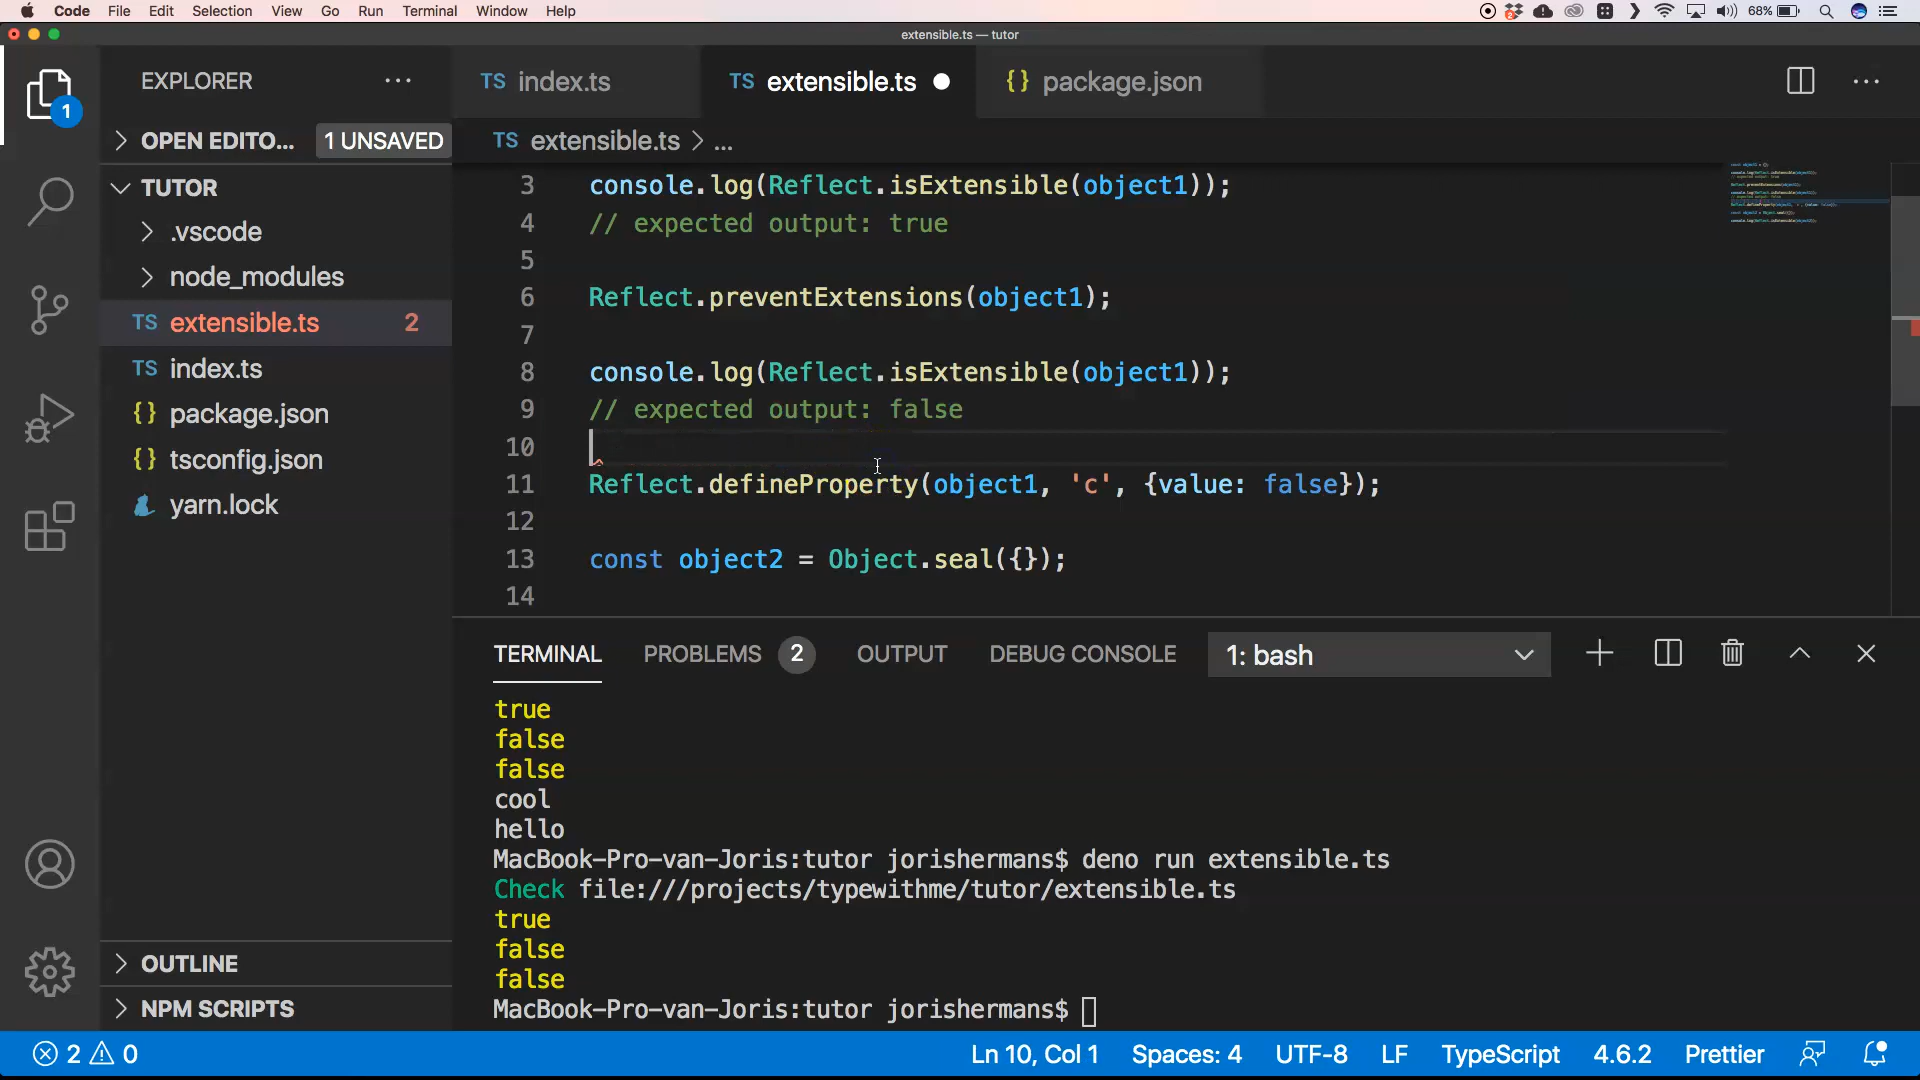 Code File Edit Selection View Go Run Terminal Window Help 68%
extensible.ts — tutor
EXPLORER ...
TS index.ts TS extensible.ts {} package.json ...
OPEN EDITO... 1 UNSAVED
TS extensible.ts > ...
TUTOR
.vscode
node_modules
TS extensible.ts 2
TS index.ts
{} package.json
{} tsconfig.json
yarn.lock
OUTLINE
NPM SCRIPTS
1
3 console.log(Reflect.isExtensible(object1));
4 // expected output: true
5
6 Reflect.preventExtensions(object1);
7
8 console.log(Reflect.isExtensible(object1));
9 // expected output: false
10
11 Reflect.defineProperty(object1, 'c', {value: false});
12
13 const object2 = Object.seal({});
14
TERMINAL PROBLEMS 2 OUTPUT DEBUG CONSOLE 1: bash
true
false
false
cool
hello
MacBook-Pro-van-Joris:tutor jorishermans$ deno run extensible.ts
Check file:///projects/typewithme/tutor/extensible.ts
true
false
false
MacBook-Pro-van-Joris:tutor jorishermans$
2 0 Ln 10, Col 1 Spaces: 4 UTF-8 LF TypeScript 4.6.2 Prettier